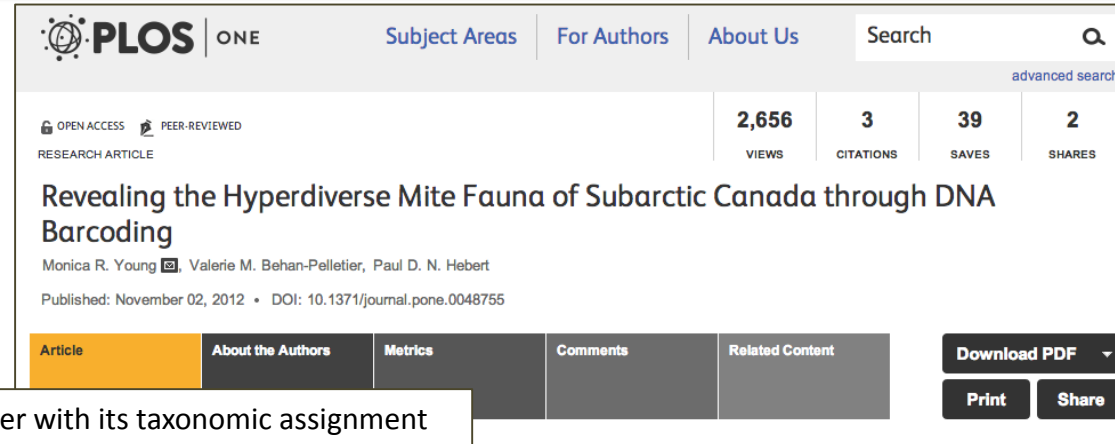 PLOS ONE Subject Areas For Authors About Us Search
advanced search
OPEN ACCESS PEER-REVIEWED
RESEARCH ARTICLE
2,656 3 39 2
VIEWS CITATIONS SAVES SHARES
Revealing the Hyperdiverse Mite Fauna of Subarctic Canada through DNA
Barcoding
Monica R. Young, Valerie M. Behan-Pelletier, Paul D. N. Hebert
Published: November 02, 2012 • DOI: 10.1371/journal.pone.0048755
Article About the Authors Metrics Comments Related Content
Download PDF
Print Share
er with its taxonomic assignment